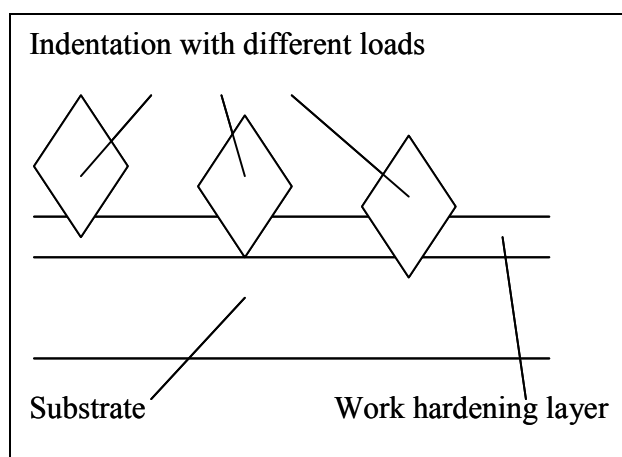 Indentation with different loads
Substrate
Work hardening layer